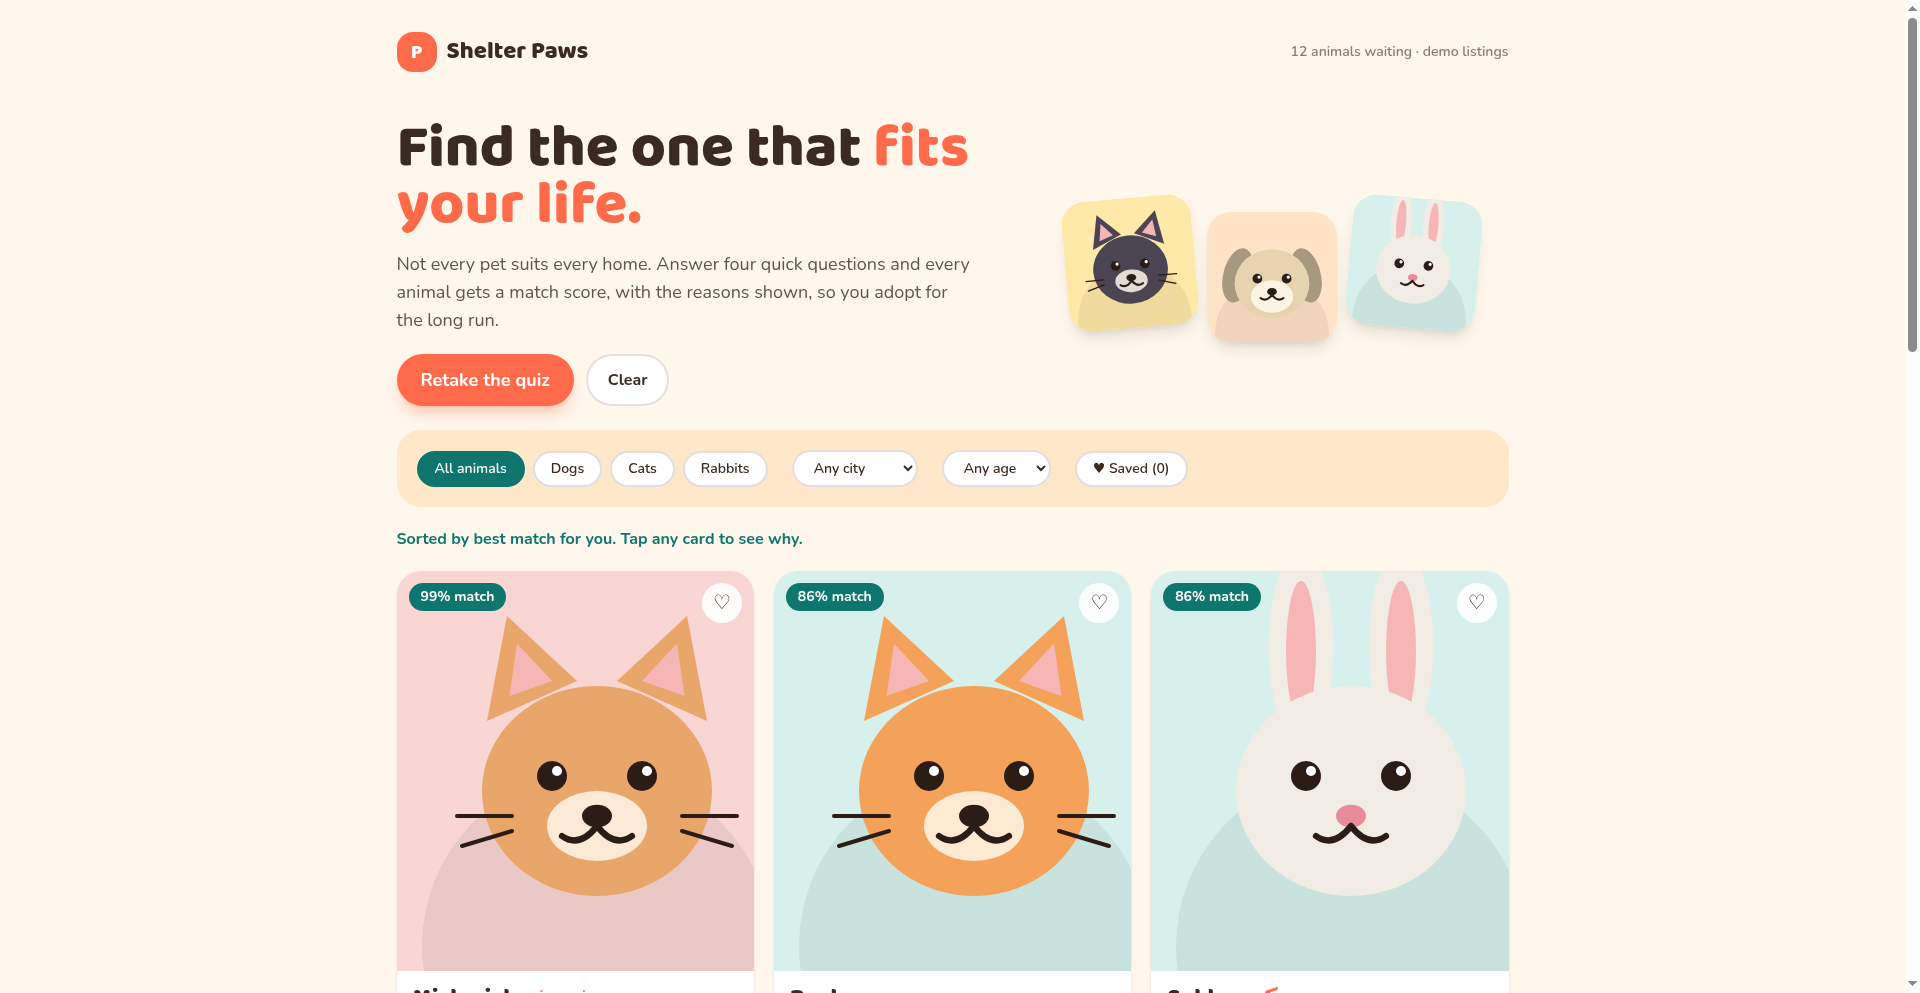 P
Shelter Paws
12 animals waiting · demo listings
Find the one that fits
your life.
Not every pet suits every home. Answer four quick questions and every
animal gets a match score, with the reasons shown, so you adopt for
the long run.
Retake the quiz
Clear
All animals
Dogs
Cats
Rabbits
Any city
Any age
♥ Saved (0)
Sorted by best match for you. Tap any card to see why.
99% match
♡
86% match
♡
86% match
♡